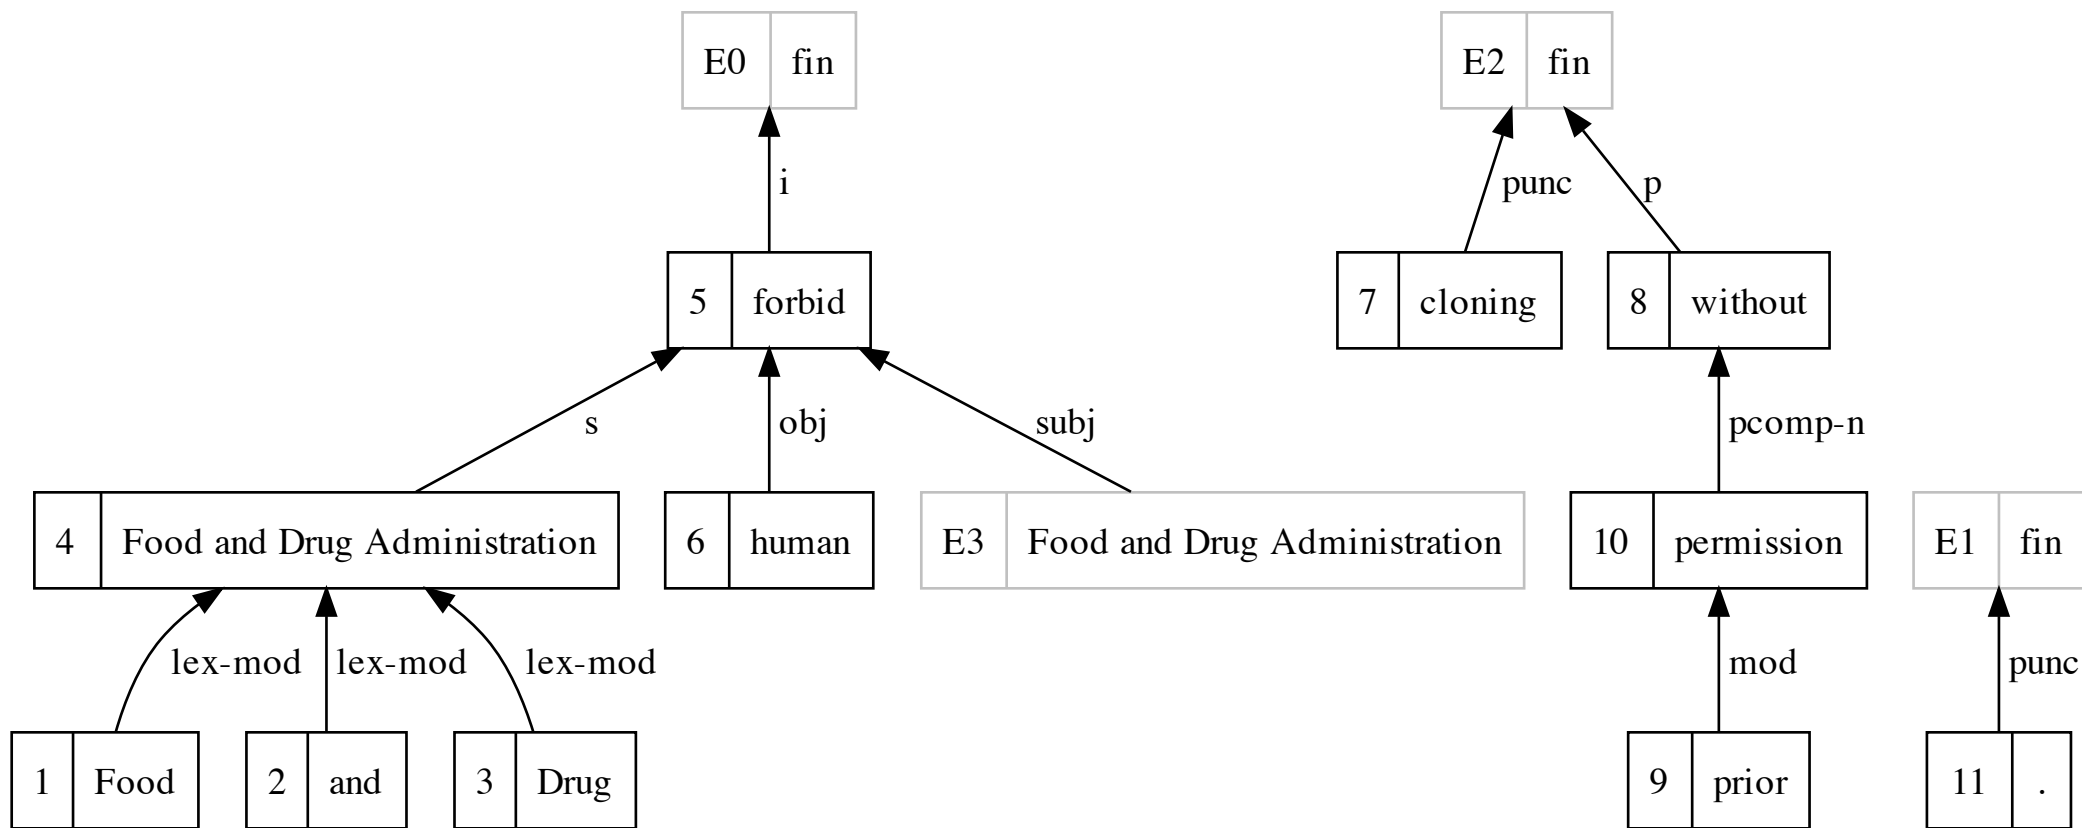 E0 fin E2 fin
i punc p
5 forbid 7 cloning 8 without
s obj subj pcomp-n
4 Food and Drug Administration 6 human E3 Food and Drug Administration 10 permission E1 fin
lex-mod lex-mod lex-mod mod punc
1 Food 2 and 3 Drug 9 prior 11 .